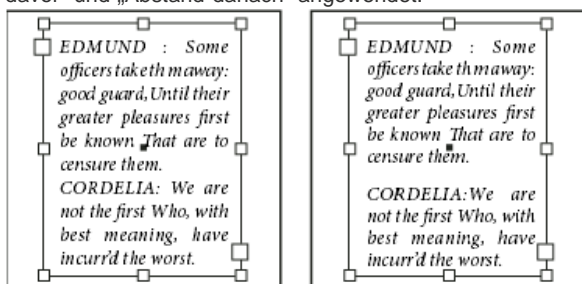 davor“ und „Abstand danach“ angewendet.
EDMUND : Some
officers take th maway:
good guard, Until their
greater pleasures first
be known That are to
censure them.
CORDELIA: We are
not the first Who, with
best meaning, have
incurr'd the worst.
EDMUND : Some
officers take th maway:
good guard, Until their
greater pleasures first
be known That are to
censure them.
CORDELIA: We are
not the first Who, with
best meaning, have
incurr'd the worst.